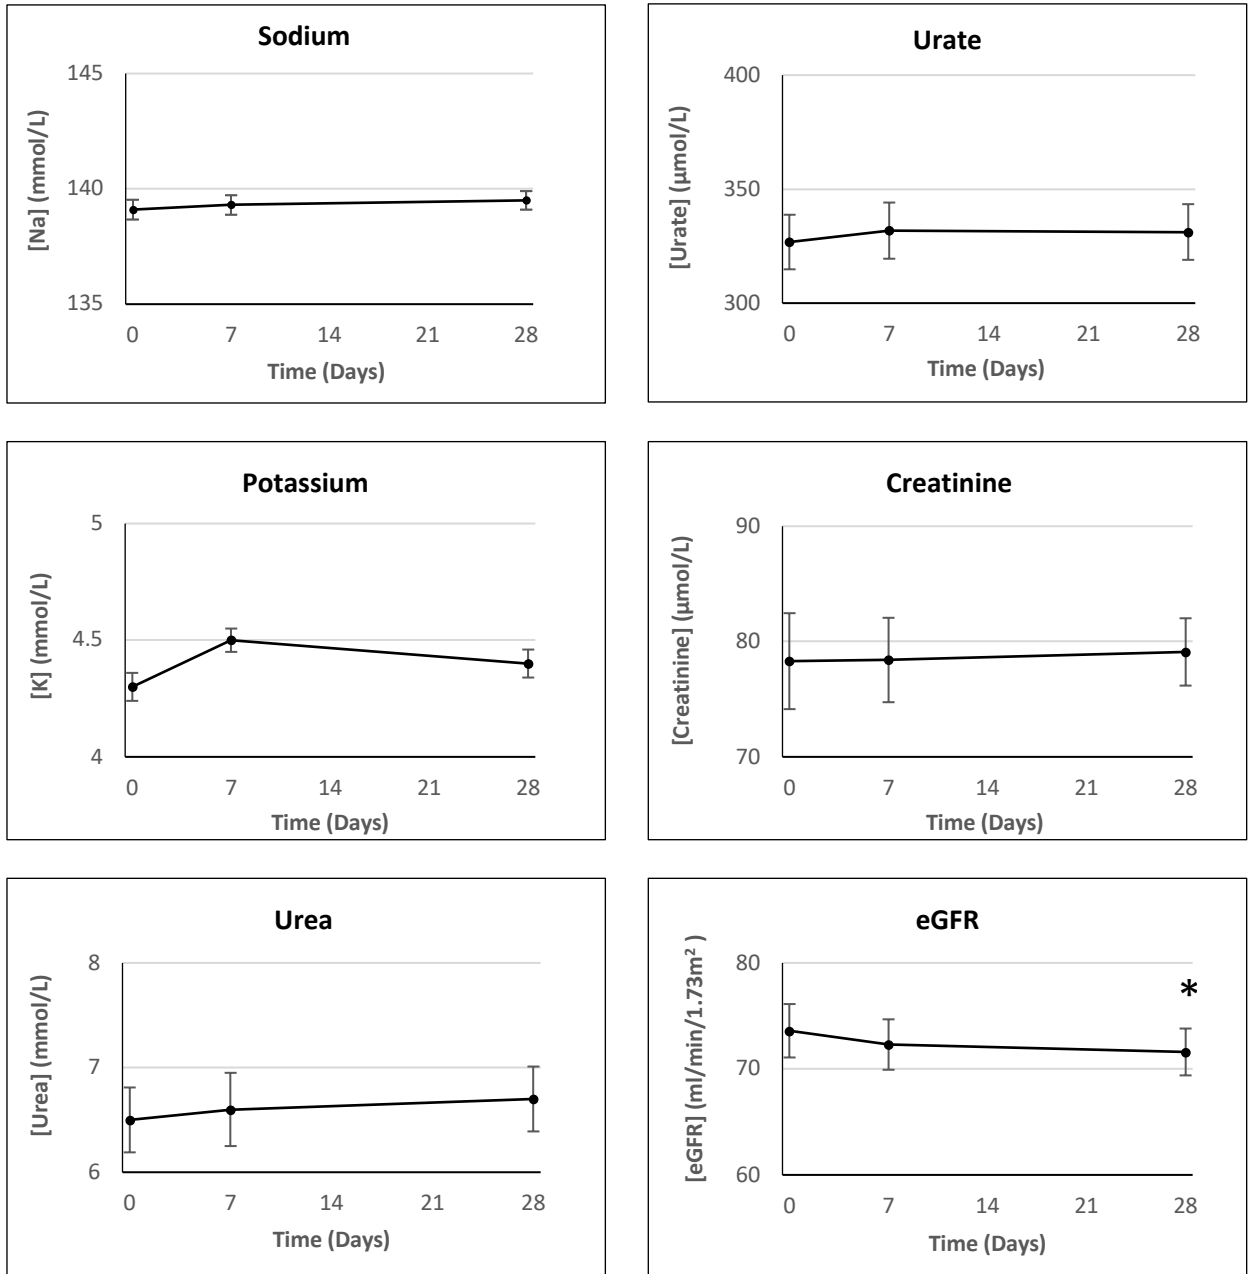 Sodium
[Na] (mmol/L)
145
140
135
0 7 14 21 28
Time (Days)
Urate
[Urate] (µmol/L)
400
350
300
0 7 14 21 28
Time (Days)
Potassium
[K] (mmol/L)
5
4.5
4
0 7 14 21 28
Time (Days)
Creatinine
[Creatinine] (µmol/L)
90
80
70
0 7 14 21 28
Time (Days)
Urea
[Urea] (mmol/L)
8
7
6
0 7 14 21 28
Time (Days)
eGFR
[eGFR] (ml/min/1.73m² )
80
70
60
*
0 7 14 21 28
Time (Days)